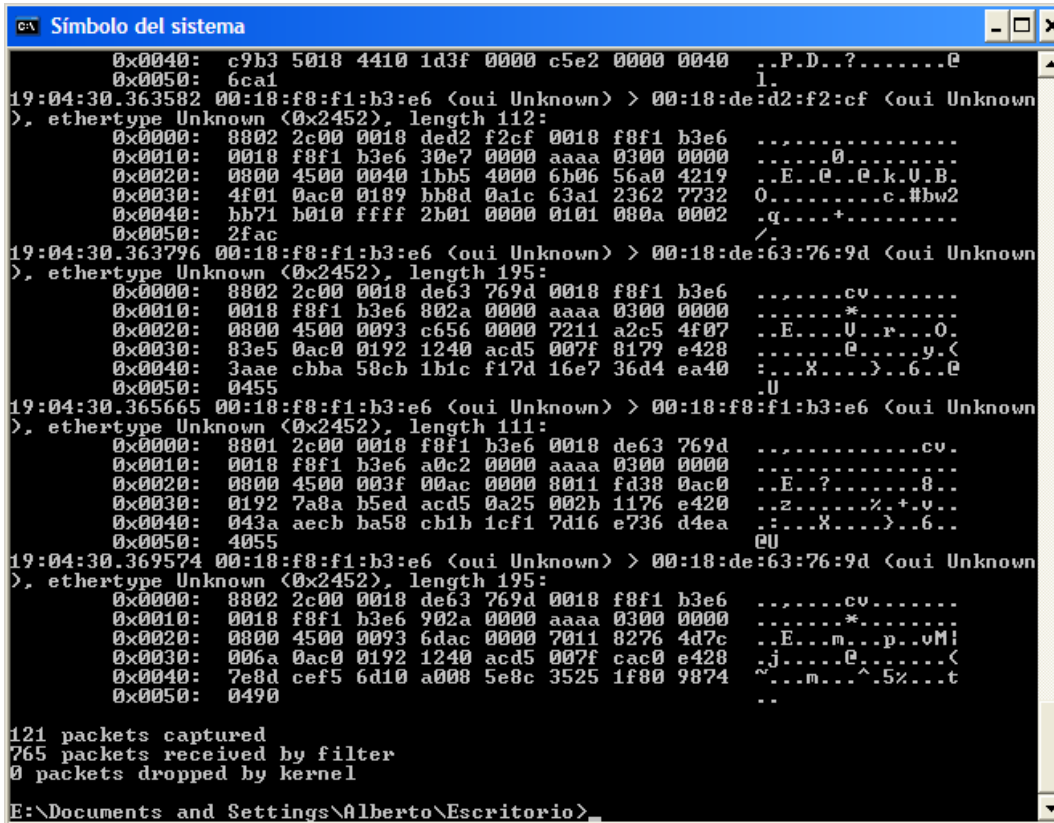 Símbolo del sistema
0x0040: c9b3 5018 4410 1d3f 0000 c5e2 0000 0040 ..P.D..?.......@
0x0050: 6ca1 l.
19:04:30.363582 00:18:f8:f1:b3:e6 (oui Unknown) > 00:18:de:d2:f2:cf (oui Unknown
), ethertype Unknown (0x2452), length 112:
0x0000: 8802 2c00 0018 ded2 f2cf 0018 f8f1 b3e6 ..,.............
0x0010: 0018 f8f1 b3e6 30e7 0000 aaaa 0300 0000 ......0.........
0x0020: 0800 4500 0040 1bb5 4000 6b06 56a0 4219 ..E..@..@.k.V.B.
0x0030: 4f01 0ac0 0189 bb8d 0a1c 63a1 2362 7732 O.........c.#bw2
0x0040: bb71 b010 ffff 2b01 0000 0101 080a 0002 .q....+.........
0x0050: 2fac /.
19:04:30.363796 00:18:f8:f1:b3:e6 (oui Unknown) > 00:18:de:63:76:9d (oui Unknown
), ethertype Unknown (0x2452), length 195:
0x0000: 8802 2c00 0018 de63 769d 0018 f8f1 b3e6 ..,....cv.......
0x0010: 0018 f8f1 b3e6 802a 0000 aaaa 0300 0000 .......*........
0x0020: 0800 4500 0093 c656 0000 7211 a2c5 4f07 ..E....V..r...O.
0x0030: 83e5 0ac0 0192 1240 acd5 007f 8179 e428 .......@.....y.(
0x0040: 3aae cbba 58cb 1b1c f17d 16e7 36d4 ea40 :...X....}..6..@
0x0050: 0455 .U
19:04:30.365665 00:18:f8:f1:b3:e6 (oui Unknown) > 00:18:f8:f1:b3:e6 (oui Unknown
), ethertype Unknown (0x2452), length 111:
0x0000: 8801 2c00 0018 f8f1 b3e6 0018 de63 769d ..,...........cv.
0x0010: 0018 f8f1 b3e6 a0c2 0000 aaaa 0300 0000 ................
0x0020: 0800 4500 003f 00ac 0000 8011 fd38 0ac0 ..E..?.......8..
0x0030: 0192 7a8a b5ed acd5 0a25 002b 1176 e420 ..z......%.+.v..
0x0040: 043a aecb ba58 cb1b 1cf1 7d16 e736 d4ea .:...X....}..6..
0x0050: 4055 @U
19:04:30.369574 00:18:f8:f1:b3:e6 (oui Unknown) > 00:18:de:63:76:9d (oui Unknown
), ethertype Unknown (0x2452), length 195:
0x0000: 8802 2c00 0018 de63 769d 0018 f8f1 b3e6 ..,....cv.......
0x0010: 0018 f8f1 b3e6 902a 0000 aaaa 0300 0000 .......*........
0x0020: 0800 4500 0093 6dac 0000 7011 8276 4d7c ..E...m...p..vM|
0x0030: 006a 0ac0 0192 1240 acd5 007f cac0 e428 .j.....@.......(
0x0040: 7e8d cef5 6d10 a008 5e8c 3525 1f80 9874 ~...m...^.5%...t
0x0050: 0490 ..
121 packets captured
765 packets received by filter
0 packets dropped by kernel
E:\Documents and Settings\Alberto\Escritorio>_